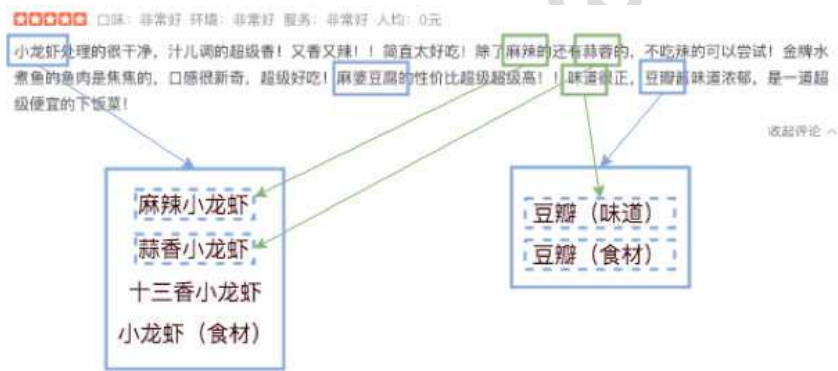 口味：非常好 环境：非常好 服务：非常好 人均：0元
小龙虾处理的很干净，汁儿调的超级香！又香又辣！！简直太好吃！除了麻辣的还有蒜蓉的，不吃辣的可以尝试！金牌水
煮鱼的鱼肉是焦焦的，口感很新奇，超级好吃！麻婆豆腐的性价比超级超级高！！味道很正，豆瓣酱味道浓郁，是一道超
级便宜的下饭菜！
收起评论
麻辣小龙虾
蒜香小龙虾
十三香小龙虾
小龙虾（食材）
豆瓣（味道）
豆瓣（食材）